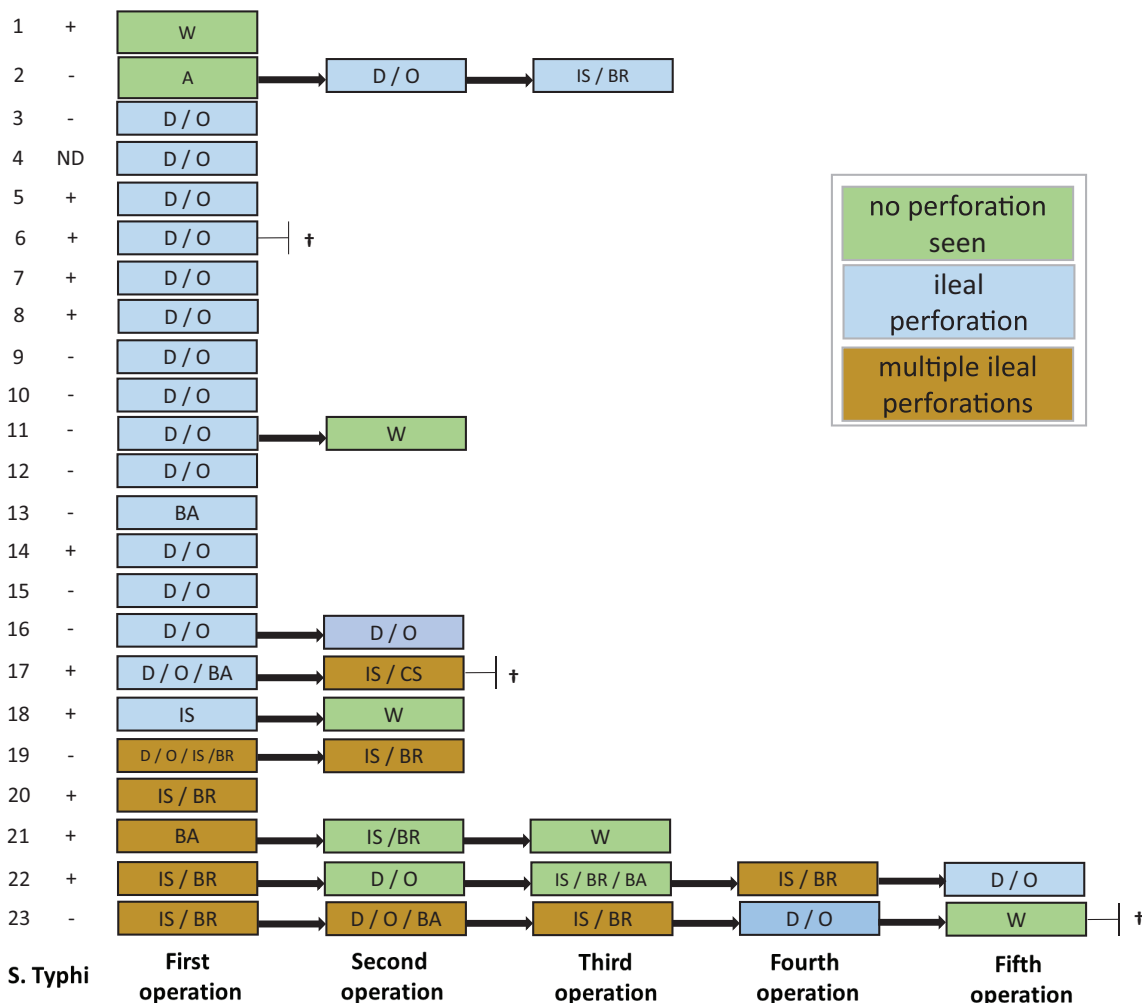 1 + W
2 - A D / O IS / BR
3 - D / O
4 ND D / O
5 + D / O
6 + D / O †
7 + D / O
8 + D / O
9 - D / O
10 - D / O
11 - D / O W
12 - D / O
13 - BA
14 + D / O
15 - D / O
16 - D / O D / O
17 + D / O / BA IS / CS †
18 + IS W
19 - D / O / IS /BR IS / BR
20 + IS / BR
21 + BA IS /BR W
22 + IS / BR D / O IS / BR / BA IS / BR D / O
23 - IS / BR D / O / BA IS / BR D / O W †
S. Typhi
First
operation
Second
operation
Third
operation
Fourth
operation
Fifth
operation
no perforation
seen
ileal
perforation
multiple ileal
perforations